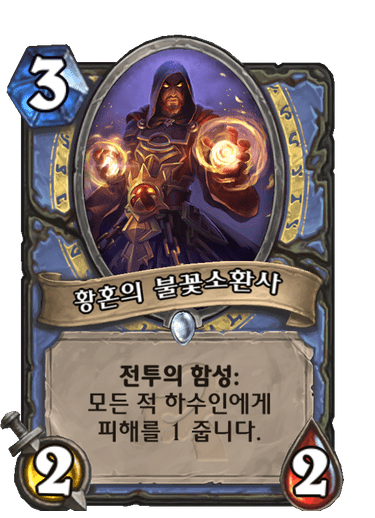 3
황혼의 불꽃소환사
전투의 함성:
모든 적 하수인에게
피해를 1 줍니다.
2
2